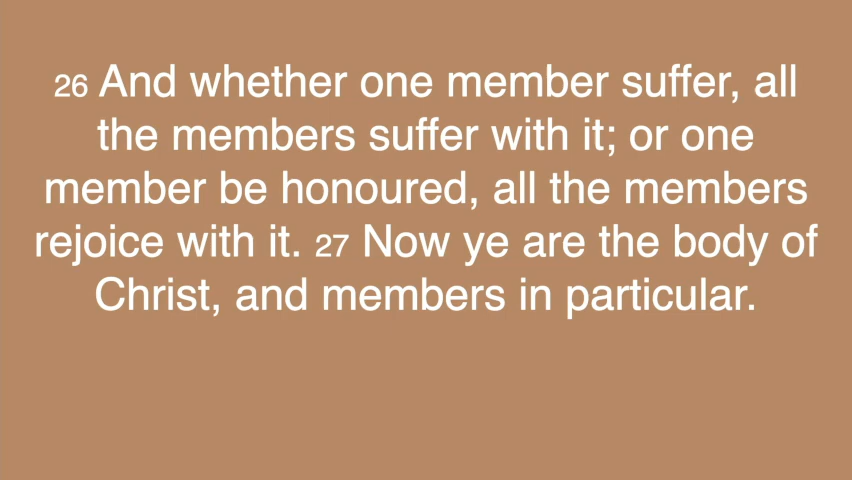 26 And whether one member suffer, all
the members suffer with it; or one
member be honoured, all the members
rejoice with it. 27 Now ye are the body of
Christ, and members in particular.